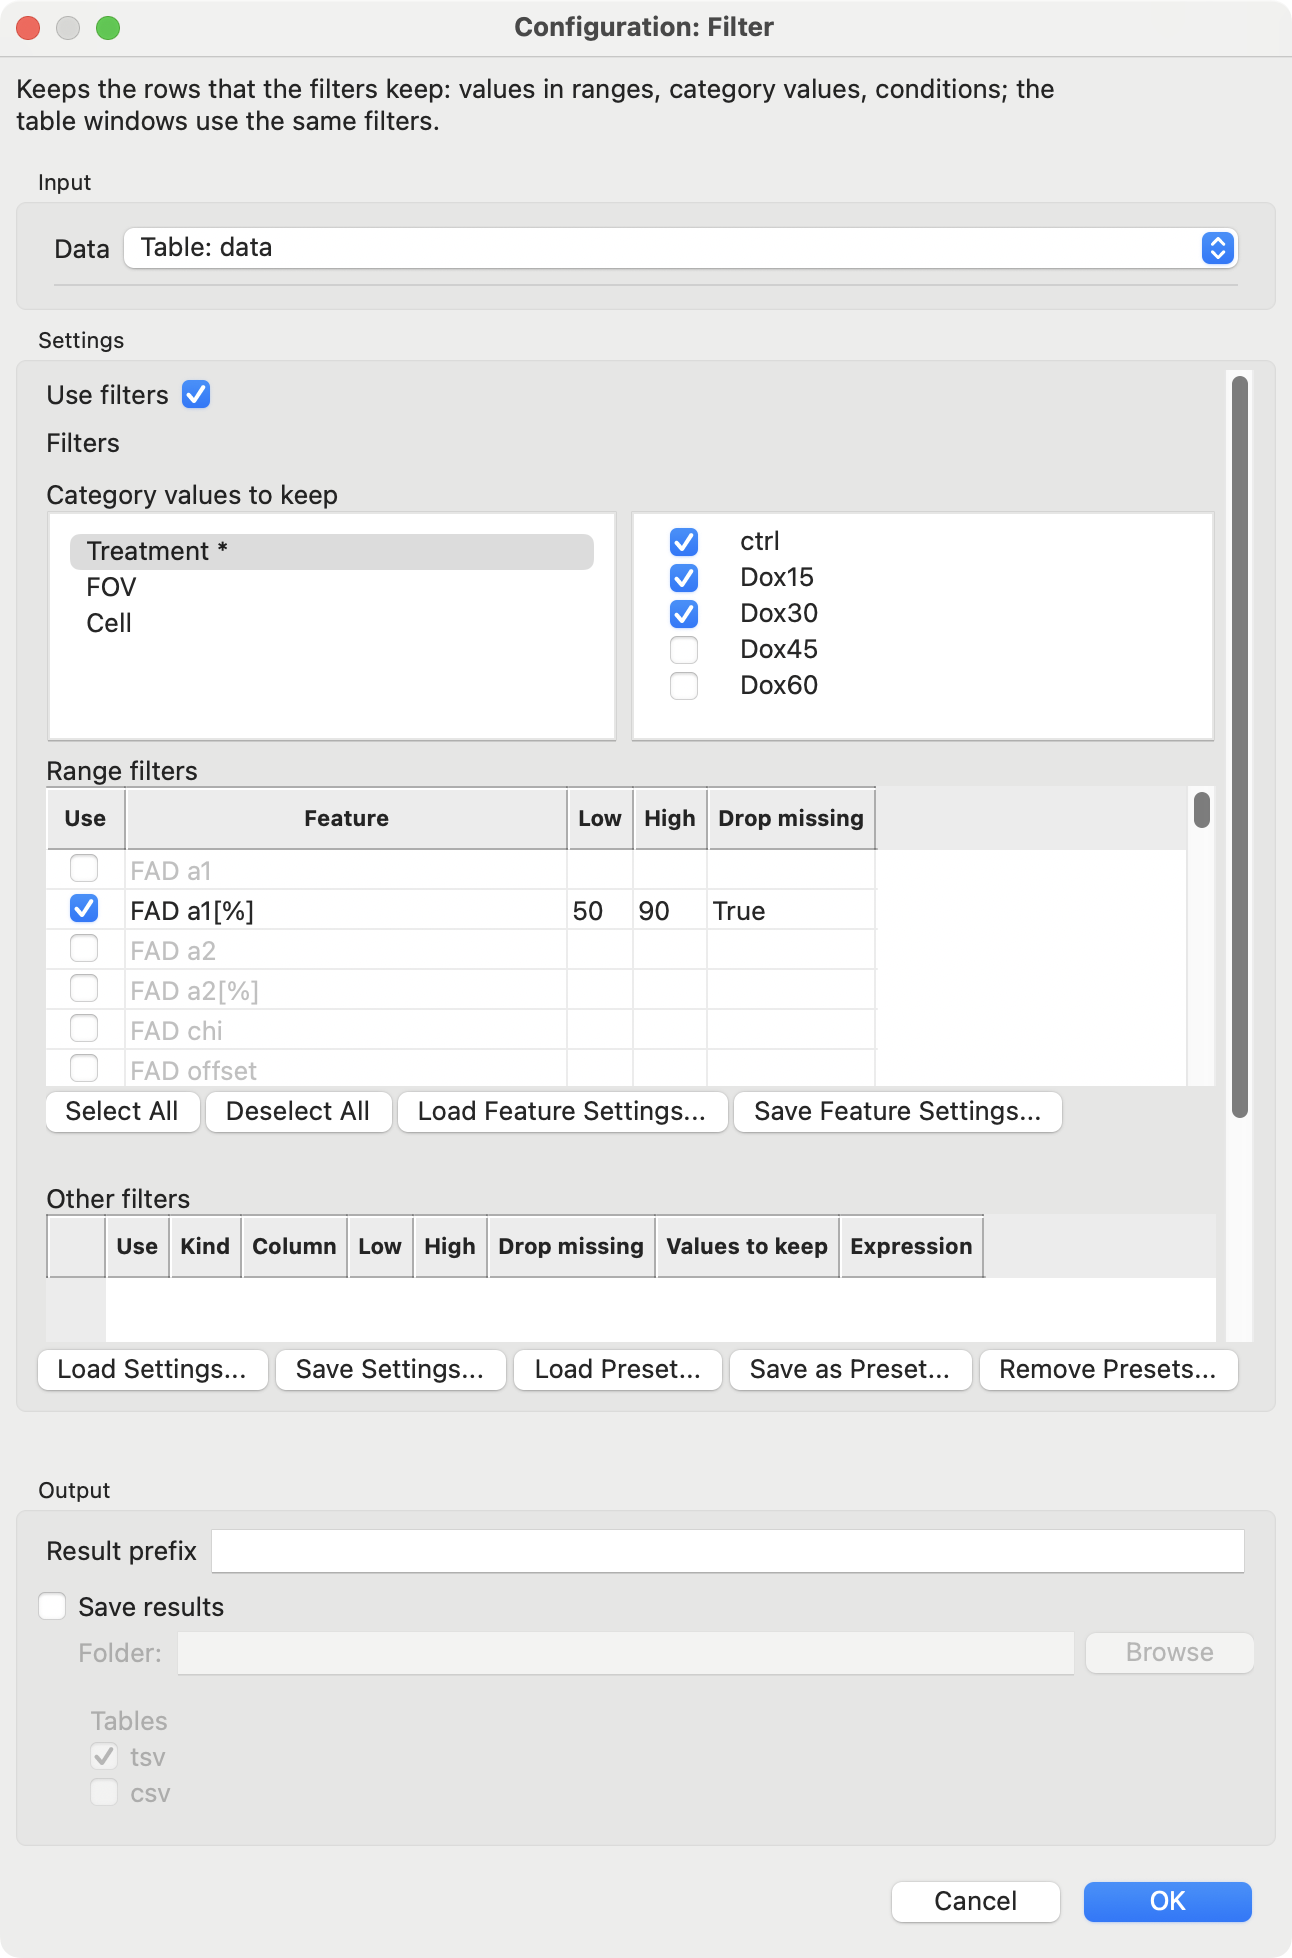 Configuration: Filter
Keeps the rows that the filters keep: values in ranges, category values, conditions; the
table windows use the same filters.
Input
Data Table: data
Settings
Use filters
Filters
Category values to keep
Treatment *
FOV
Cell
ctrl
Dox15
Dox30
Dox45
Dox60
Range filters
Use Feature Low High Drop missing
FAD a1
FAD a1[%] 50 90 True
FAD a2
FAD a2[%]
FAD chi
FAD offset
Select All Deselect All Load Feature Settings... Save Feature Settings...
Other filters
Use Kind Column Low High Drop missing Values to keep Expression
Load Settings... Save Settings... Load Preset... Save as Preset... Remove Presets...
Output
Result prefix
Save results
Folder: Browse
Tables
tsv
csv
Cancel OK